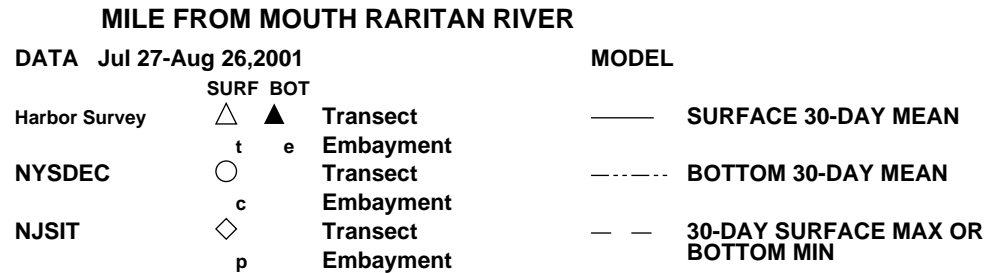 MILE FROM MOUTH RARITAN RIVER
DATA Jul 27-Aug 26,2001 MODEL
SURF BOT
Harbor Survey Transect SURFACE 30-DAY MEAN
t e Embayment
NYSDEC Transect BOTTOM 30-DAY MEAN
c Embayment
NJSIT Transect 30-DAY SURFACE MAX OR
BOTTOM MIN
p Embayment